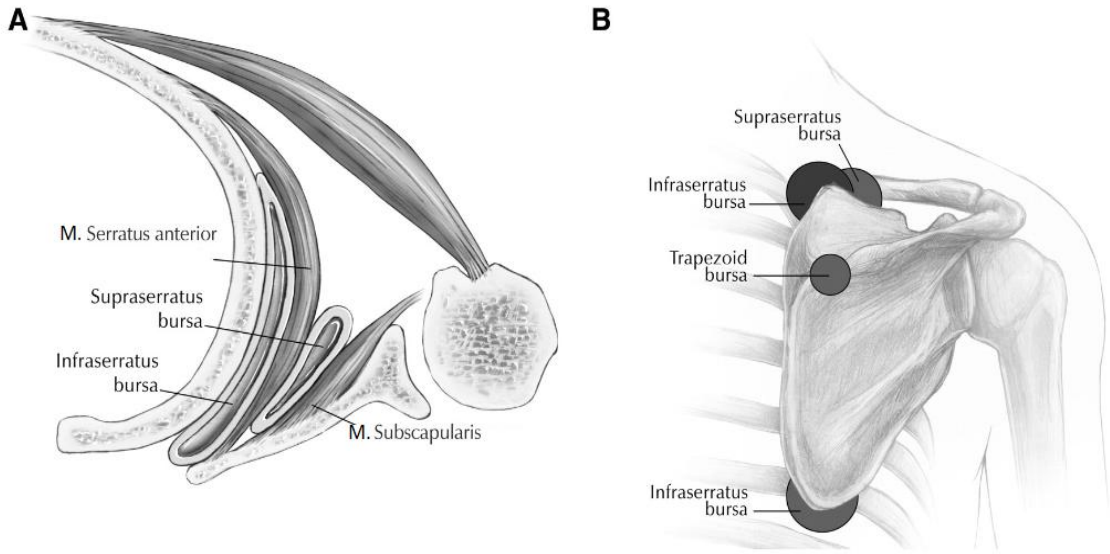 A
M. Serratus anterior
Supraserratus
bursa
Infraserratus
bursa
M. Subscapularis
B
Supraserratus
bursa
Infraserratus
bursa
Trapezoid
bursa
Infraserratus
bursa